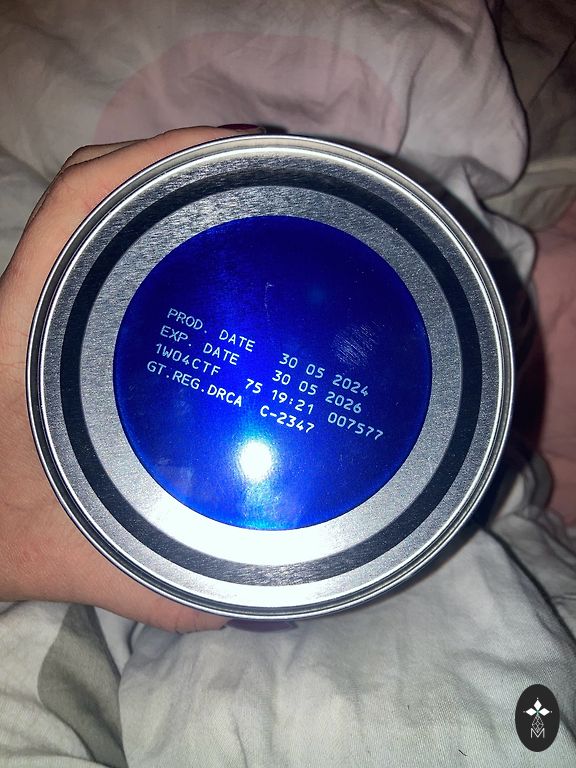 PROD. DATE 30 05 2024
EXP. DATE 30 05 2026
1W04CTF 75 19:21 007577
GT.REG.DRCA C-2347
M